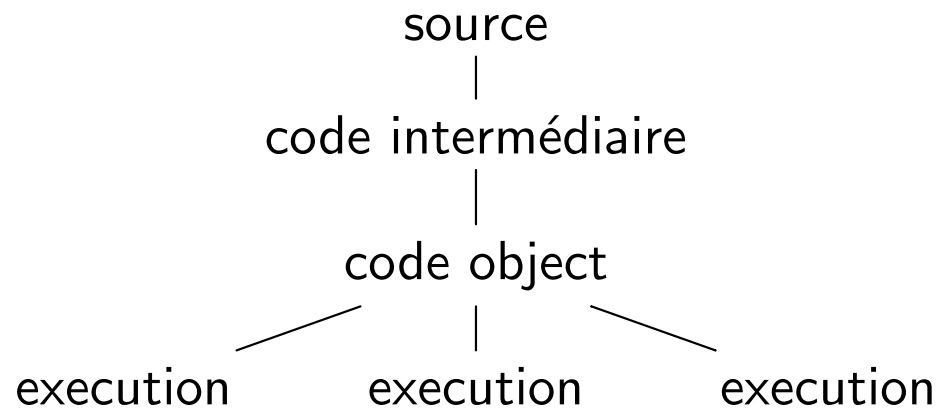 source
code intermédiaire
code object
execution execution execution